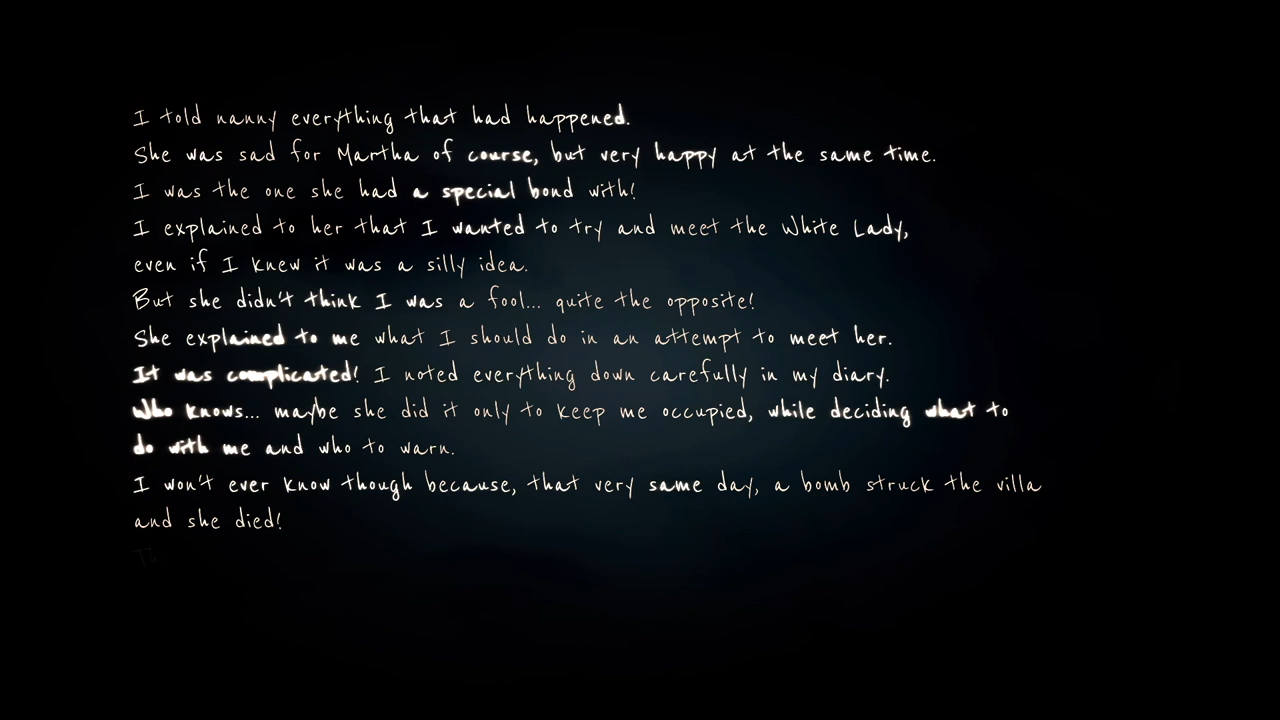 I told nanny everything that had happened.
She was sad for Martha of course, but very happy at the same time.
I was the one she had a special bond with!
I explained to her that I wanted to try and meet the White Lady,
even if I knew it was a silly idea.
But she didn't think I was a fool... quite the opposite!
She explained to me what I should do in an attempt to meet her.
It was complicated! I noted everything down carefully in my diary.
Who knows... maybe she did it only to keep me occupied, while deciding what to
do with me and who to warn.
I won't ever know though because, that very same day, a bomb struck the villa
and she died!